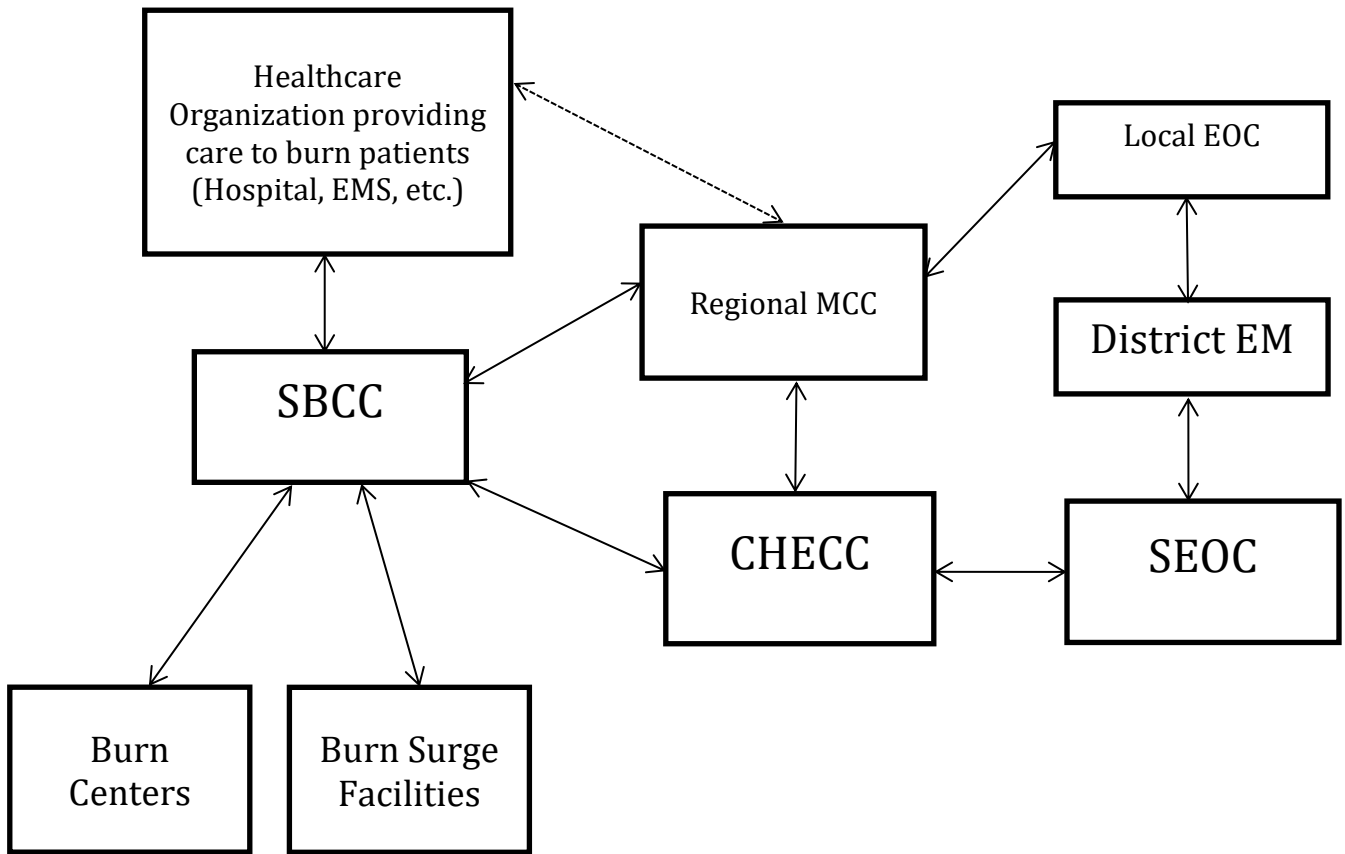 Healthcare
Organization providing
care to burn patients
(Hospital, EMS, etc.)
Local EOC
Regional MCC
District EM
SBCC
CHECC
SEOC
Burn
Centers
Burn Surge
Facilities